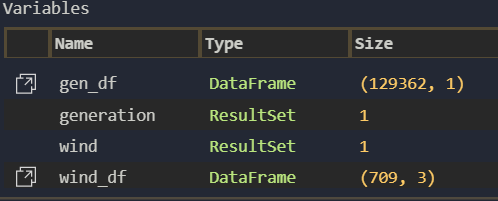 Variables
Name Type Size
gen_df DataFrame (129362, 1)
generation ResultSet 1
wind ResultSet 1
wind_df DataFrame (709, 3)